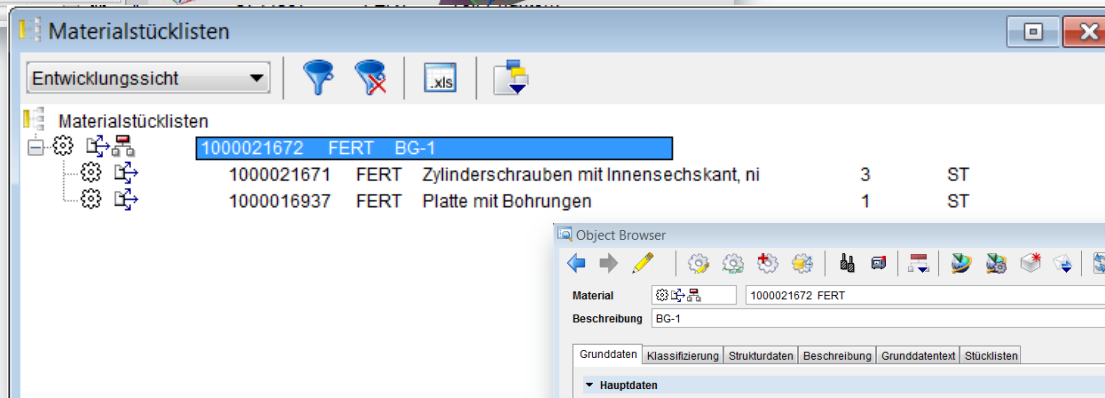 Materialstücklisten
Entwicklungssicht
.xls
Materialstücklisten
1000021672 FERT BG-1
1000021671 FERT Zylinderschrauben mit Innensechskant, ni 3 ST
1000016937 FERT Platte mit Bohrungen 1 ST
Object Browser
Material 1000021672 FERT
Beschreibung BG-1
Grunddaten Klassifizierung Strukturdaten Beschreibung Grunddatentext Stücklisten
Hauptdaten